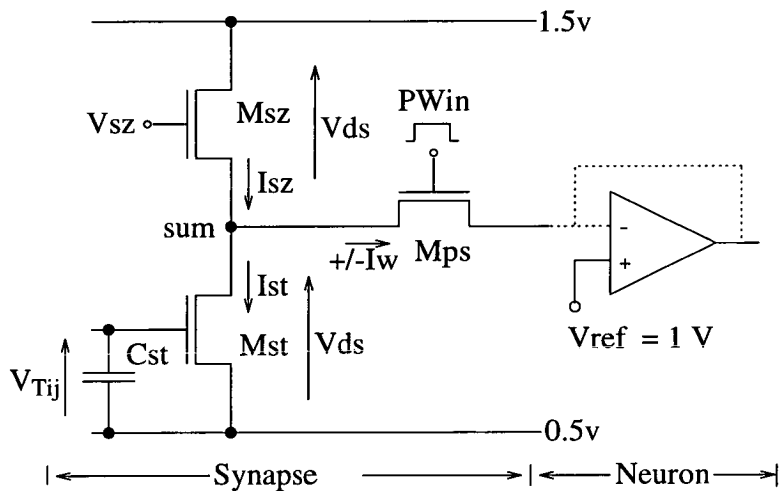 1.5v
PWin
Vsz
Msz
Vds
Isz
sum
+/-Iw
Mps
-
+
Ist
Vds
Vref = 1 V
Cst
Mst
VTij
0.5v
Synapse
Neuron